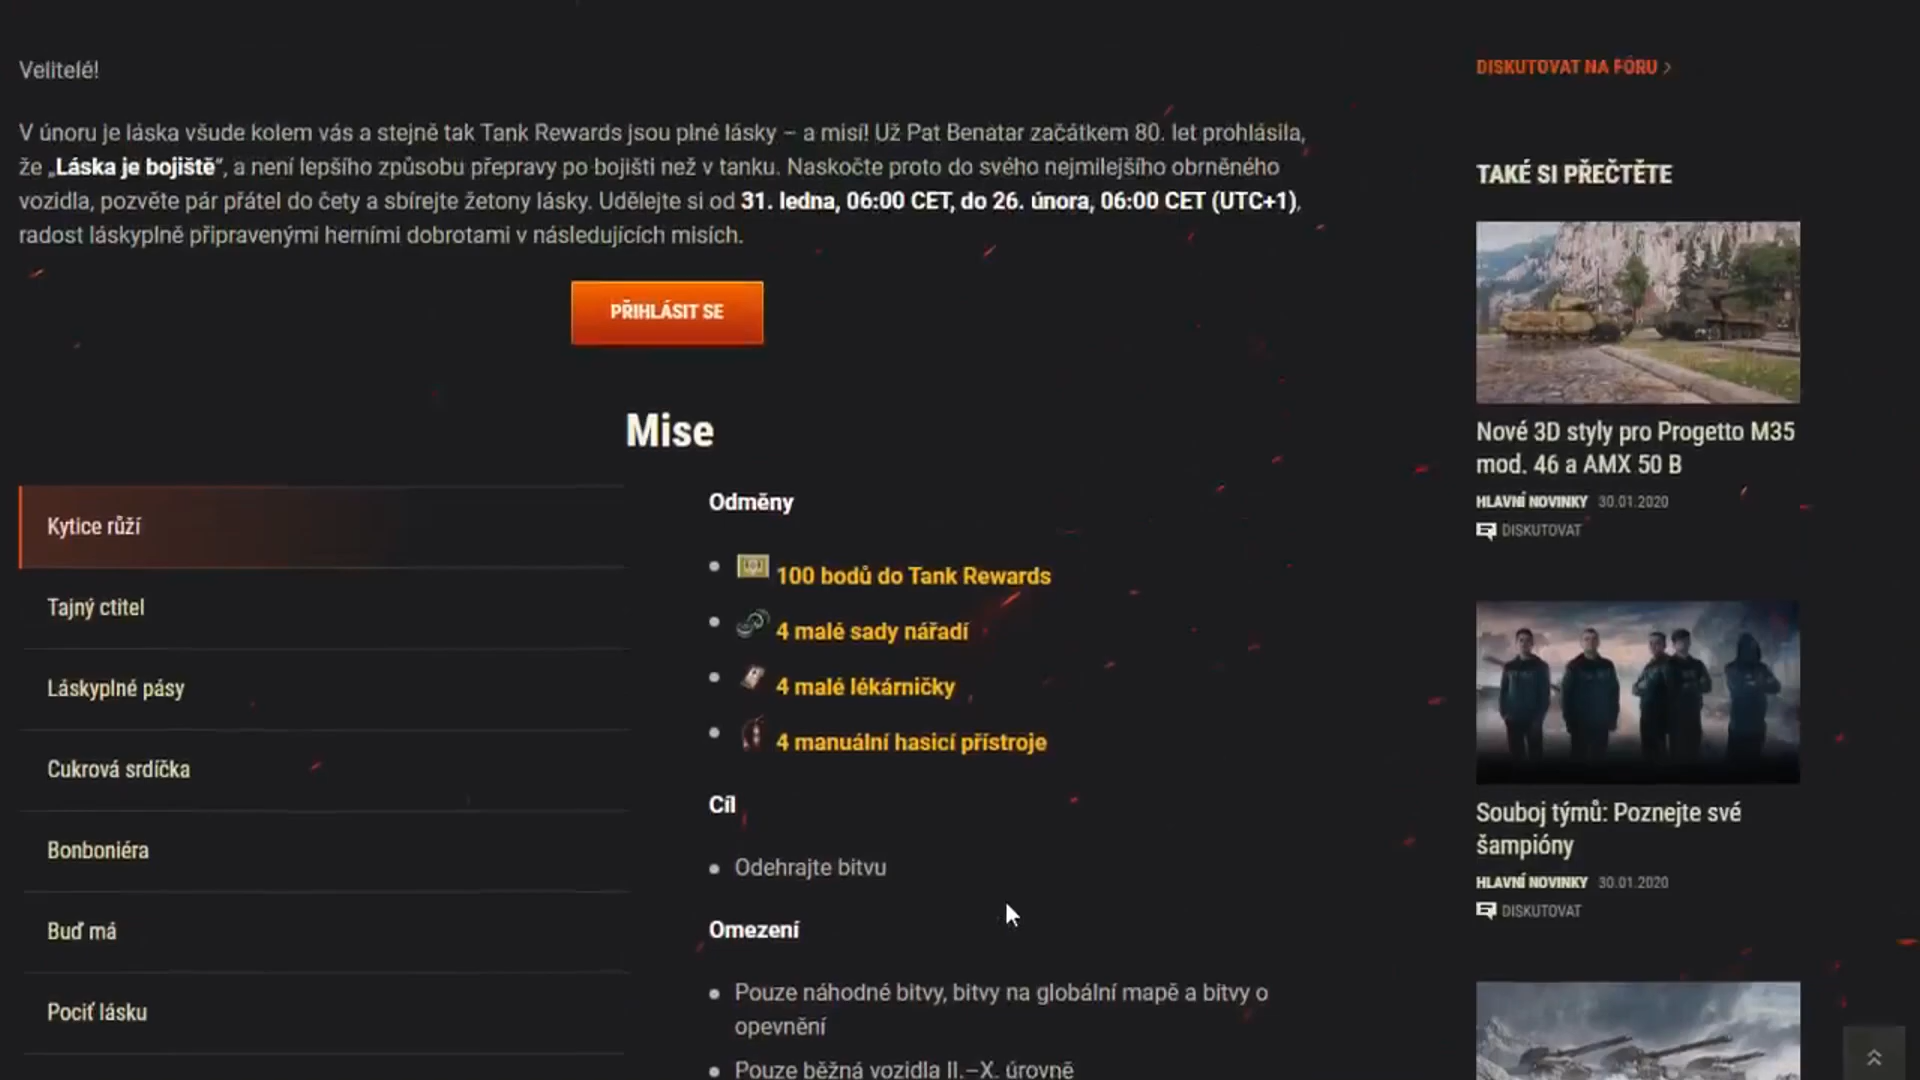 Velitelé!
V únoru je láska všude kolem vás a stejně tak Tank Rewards jsou plné lásky – a misí! Už Pat Benatar začátkem 80. let prohlásila,
že „Láska je bojiště“, a není lepšího způsobu přepravy po bojišti než v tanku. Naskočte proto do svého nejmilejšího obrněného
vozidla, pozvěte pár přátel do čety a sbírejte žetony lásky. Udělejte si od 31. ledna, 06:00 CET, do 26. února, 06:00 CET (UTC+1),
radost láskyplně připravenými herními dobrotami v následujících misích.
PŘIHLÁSIT SE
Mise
Kytice růží
Tajný ctitel
Láskyplné pásy
Cukrová srdíčka
Bonboniéra
Buď má
Pociť lásku
Odměny
100 bodů do Tank Rewards
4 malé sady nářadí
4 malé lékárničky
4 manuální hasicí přístroje
Cíl
Odehrajte bitvu
Omezení
Pouze náhodné bitvy, bitvy na globální mapě a bitvy o
opevnění
Pouze běžná vozidla II.–X. úrovně
DISKUTOVAT NA FÓRU >
TAKÉ SI PŘEČTĚTE
Nové 3D styly pro Progetto M35
mod. 46 a AMX 50 B
HLAVNÍ NOVINKY 30.01.2020
DISKUTOVAT
Souboj týmů: Poznejte své
šampióny
HLAVNÍ NOVINKY 30.01.2020
DISKUTOVAT